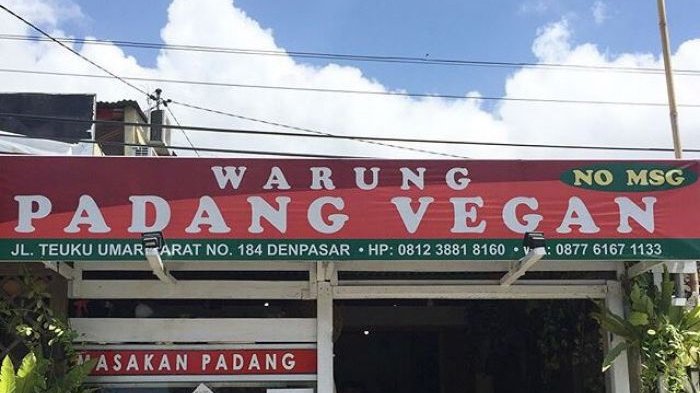 WARUNG
NO MSG
PADANG VEGAN
JL. TEUKU UMAR BARAT NO. 184 DENPASAR • HP: 0812 3881 8160 • : 0877 6167 1133
MASAKAN PADANG